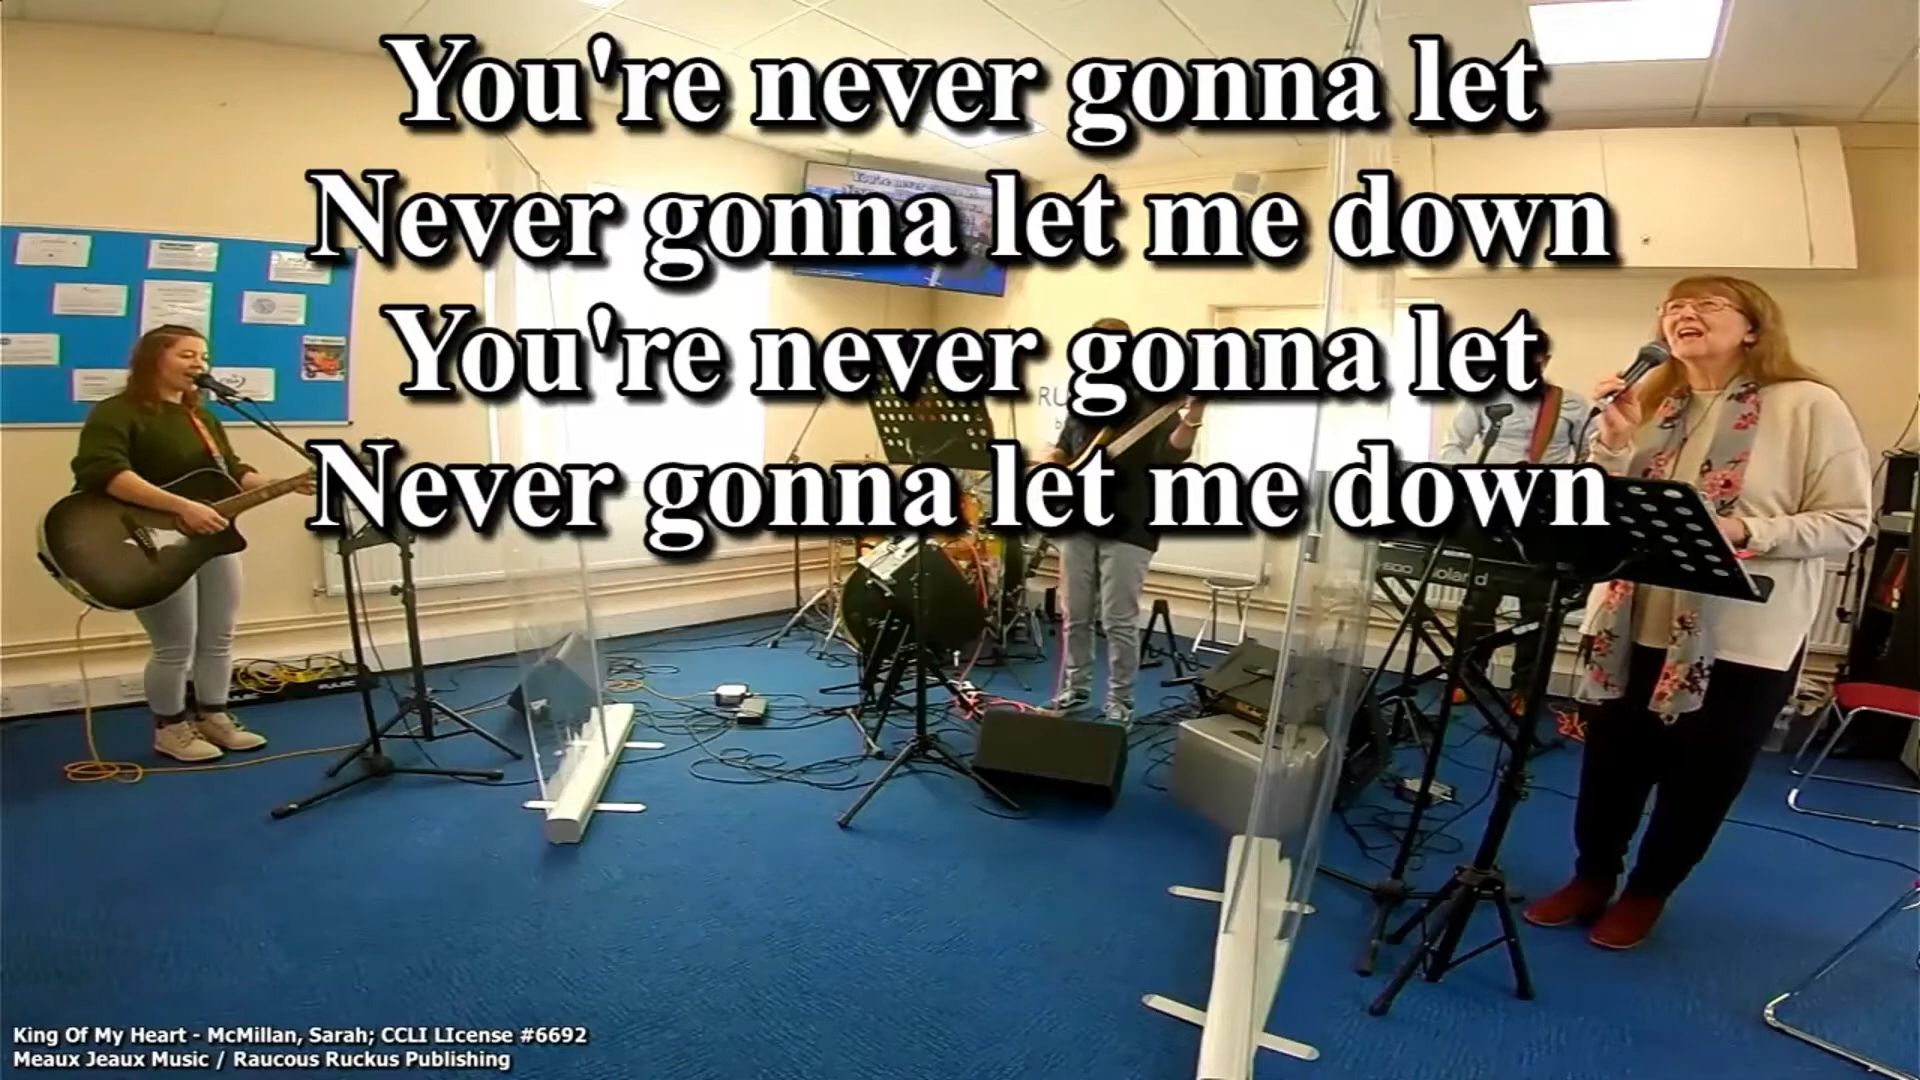 You're never gonna let
Never gonna let me down
You're never gonna let
Never gonna let me down
Roland
King Of My Heart - McMillan, Sarah; CCLI LIcense #6692
Meaux Jeaux Music / Raucous Ruckus Publishing